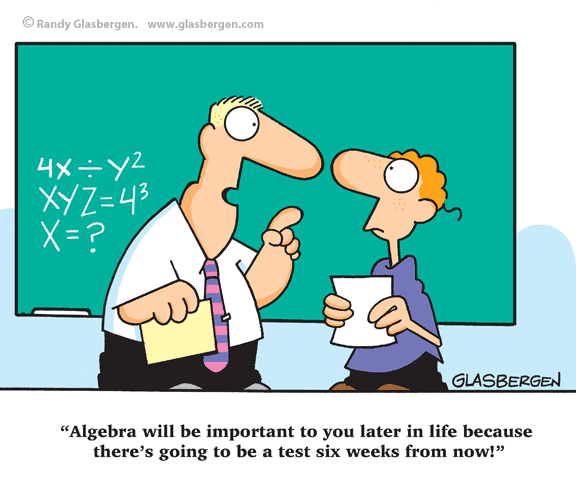 © Randy Glasbergen. www.glasbergen.com
4x ÷ y²
XYZ = 4³
X = ?
GLASBERGEN
“Algebra will be important to you later in life because
there’s going to be a test six weeks from now!”